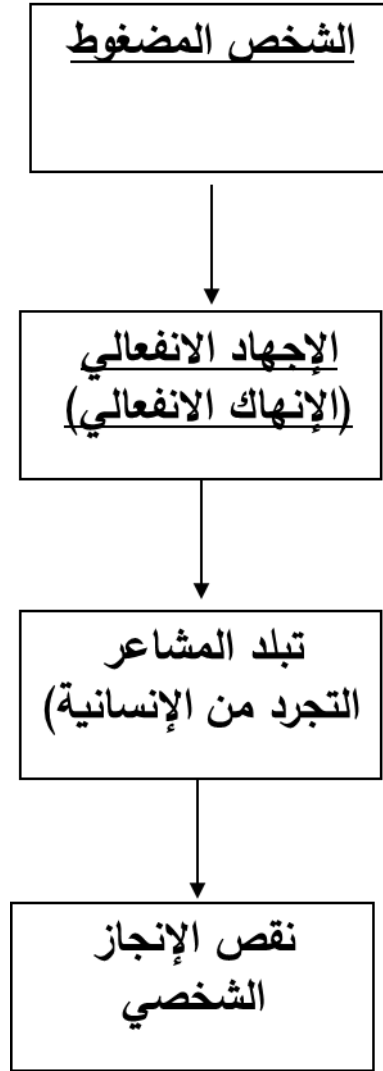 الشخص المضغوط
الإجهاد الانفعالي
(الإنهاك الانفعالي)
تبلد المشاعر
التجرد من الإنسانية)
نقص الإنجاز
الشخصي